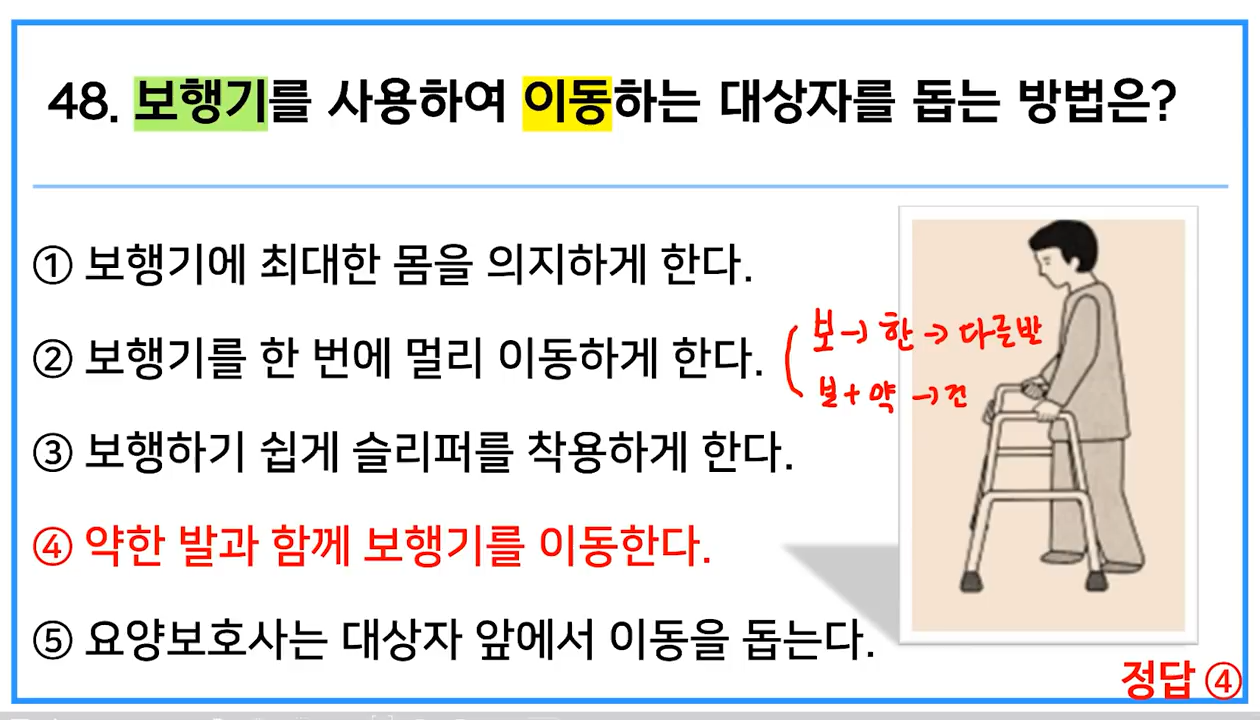 48. 보행기를 사용하여 이동하는 대상자를 돕는 방법은?
① 보행기에 최대한 몸을 의지하게 한다.
② 보행기를 한 번에 멀리 이동하게 한다.
보→ 한→ 다른발
보+약 →건
③ 보행하기 쉽게 슬리퍼를 착용하게 한다.
④ 약한 발과 함께 보행기를 이동한다.
⑤ 요양보호사는 대상자 앞에서 이동을 돕는다.
정답 ④